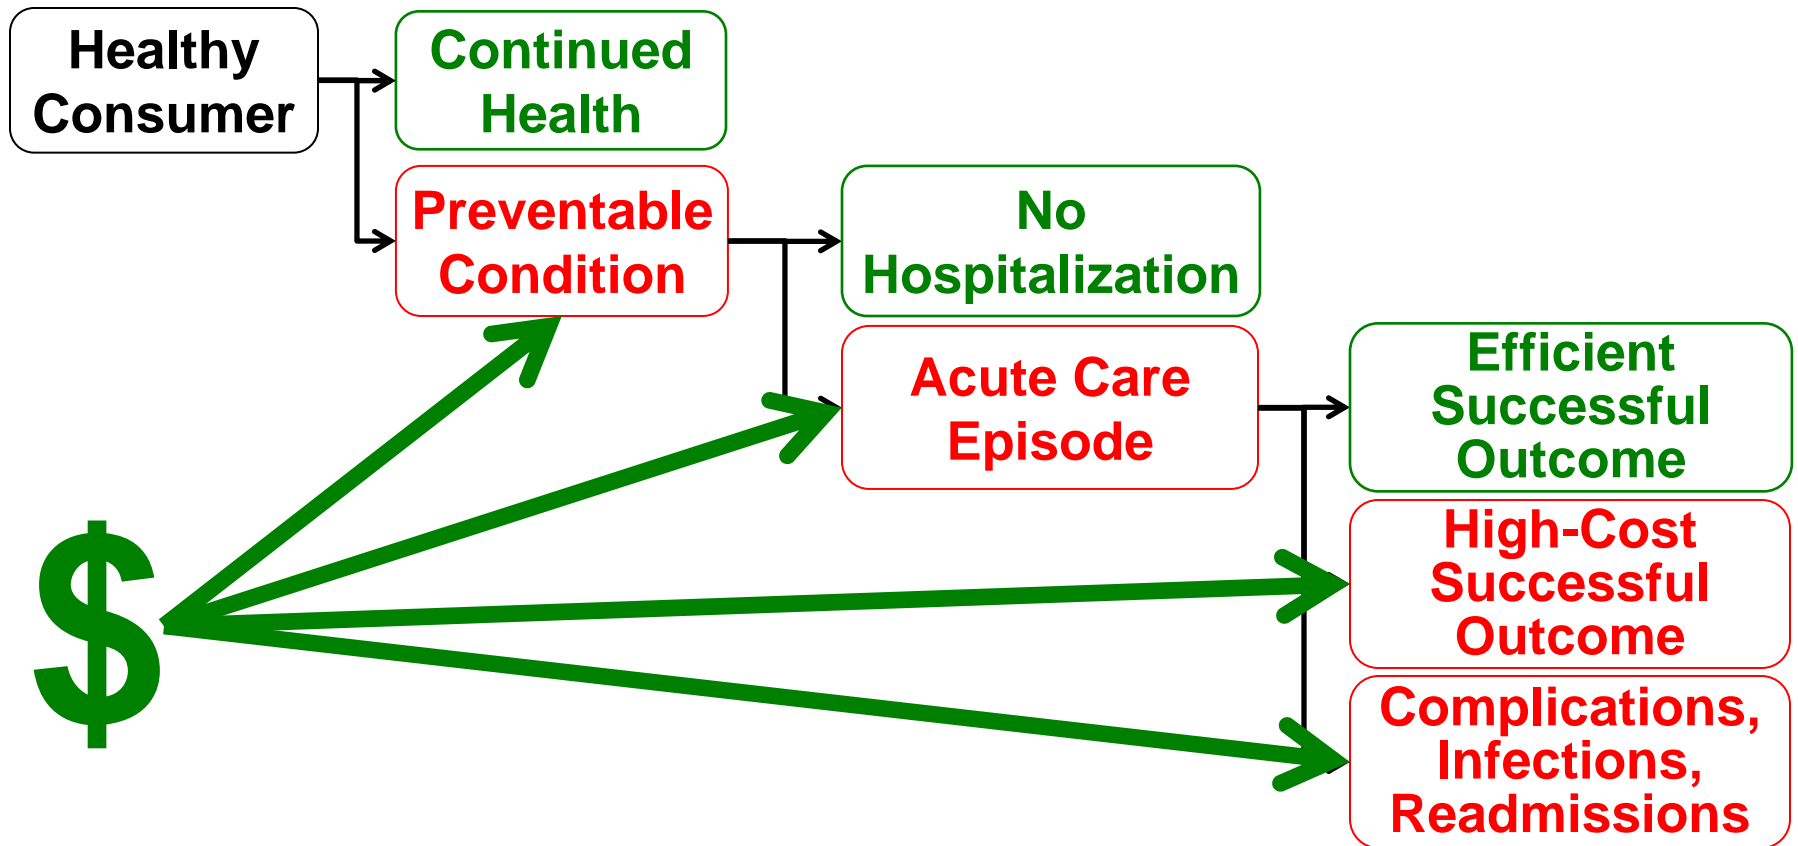 Healthy
Consumer
Continued
Health
Preventable
Condition
No
Hospitalization
Acute Care
Episode
Efficient
Successful
Outcome
High-Cost
Successful
Outcome
Complications,
Infections,
Readmissions
$